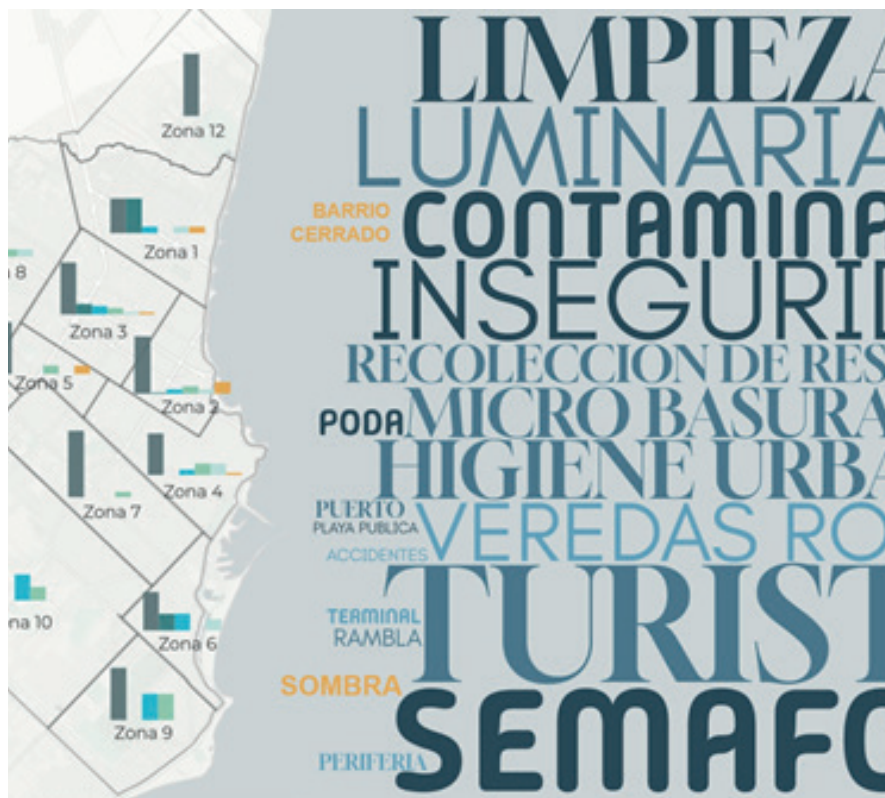 Zona 12
Zona 1
a 8
Zona 3
Zona 5
Zona 2
Zona 7
Zona 4
na 10
Zona 6
Zona 9
LIMPIEZA
LUMINARIA
BARRIO
CERRADO
CONTAMINA
INSEGURID
RECOLECCION DE RES
PODA MICRO BASURA
HIGIENE URBA
PUERTO
PLAYA PUBLICA
ACCIDENTES
VEREDAS RO
TURIST
TERMINAL
RAMBLA
SOMBRA
SEMAFO
PERIFERIA